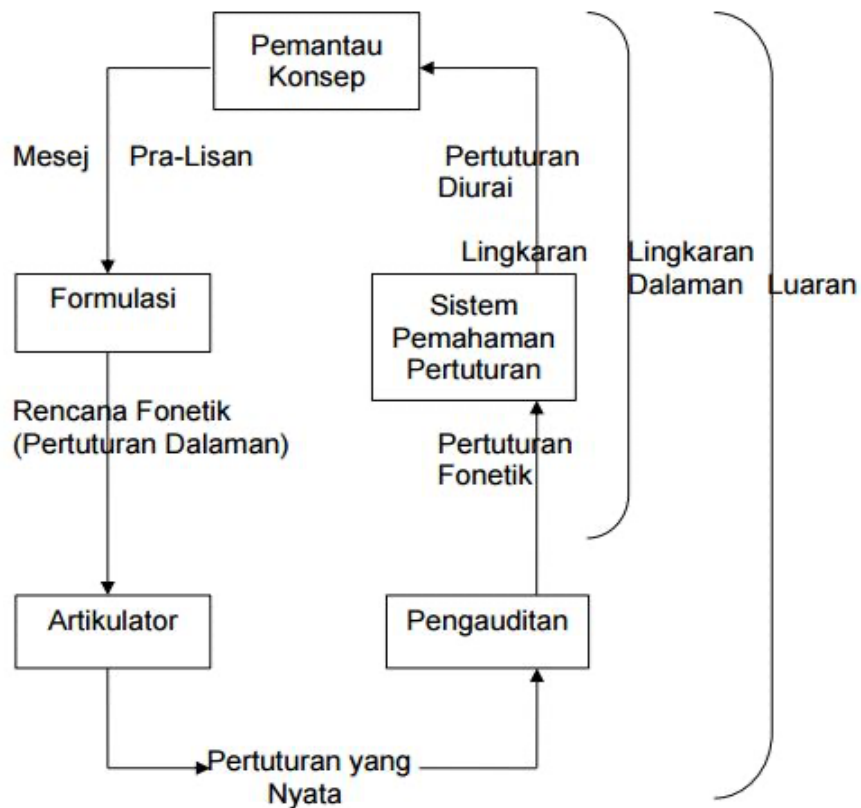 Pemantau
Konsep
Mesej Pra-Lisan
Pertuturan
Diurai
Formulasi
Lingkaran
Sistem
Pemahaman
Pertuturan
Lingkaran
Dalaman
Luaran
Rencana Fonetik
(Pertuturan Dalaman)
Pertuturan
Fonetik
Artikulator
Pengauditan
Pertuturan yang
Nyata